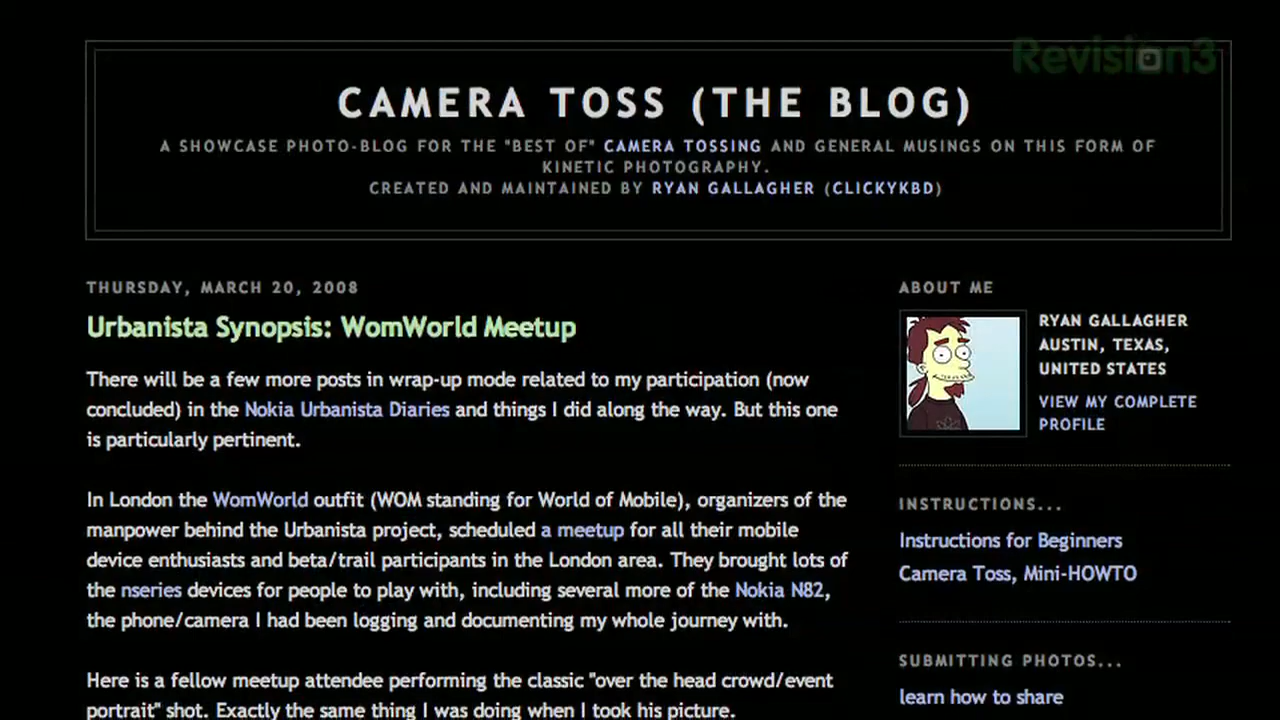 Revision3
CAMERA TOSS (THE BLOG)
A SHOWCASE PHOTO-BLOG FOR THE "BEST OF" CAMERA TOSSING AND GENERAL MUSINGS ON THIS FORM OF
KINETIC PHOTOGRAPHY.
CREATED AND MAINTAINED BY RYAN GALLAGHER (CLICKYKBD)
THURSDAY, MARCH 20, 2008
Urbanista Synopsis: WomWorld Meetup
There will be a few more posts in wrap-up mode related to my participation (now
concluded) in the Nokia Urbanista Diaries and things I did along the way. But this one
is particularly pertinent.
In London the WomWorld outfit (WOM standing for World of Mobile), organizers of the
manpower behind the Urbanista project, scheduled a meetup for all their mobile
device enthusiasts and beta/trail participants in the London area. They brought lots of
the nseries devices for people to play with, including several more of the Nokia N82,
the phone/camera I had been logging and documenting my whole journey with.
Here is a fellow meetup attendee performing the classic "over the head crowd/event
portrait" shot. Exactly the same thing I was doing when I took his picture.
ABOUT ME
RYAN GALLAGHER
AUSTIN, TEXAS,
UNITED STATES
VIEW MY COMPLETE
PROFILE
INSTRUCTIONS...
Instructions for Beginners
Camera Toss, Mini-HOWTO
SUBMITTING PHOTOS...
learn how to share